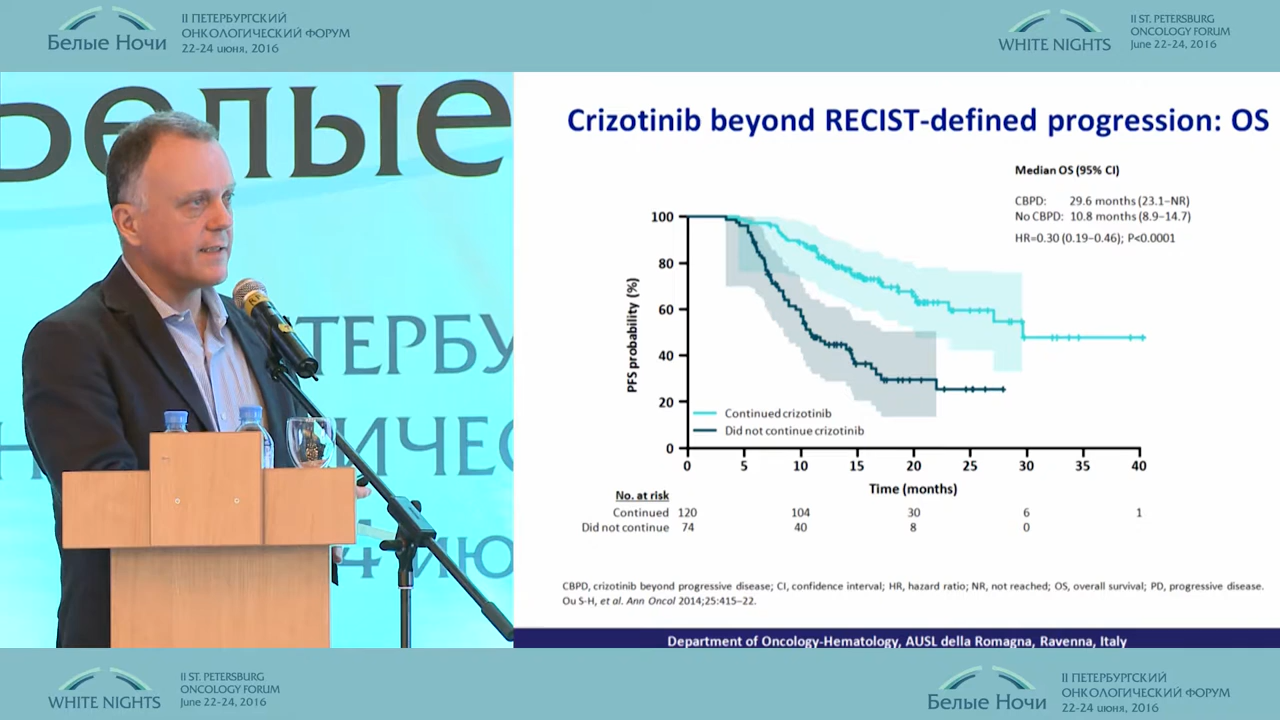 II ПЕТЕРБУРГСКИЙ
ОНКОЛОГИЧЕСКИЙ ФОРУМ
Белые Ночи
22-24 июня, 2016
II ST. PETERSBURG
ONCOLOGY FORUM
WHITE NIGHTS
June 22-24, 2016
Белые
ТЕРБУ
ИЧЕС
4 ИЮ
Crizotinib beyond RECIST-defined progression: OS
Median OS (95% CI)
CBPD: 29.6 months (23.1–NR)
No CBPD: 10.8 months (8.9–14.7)
HR=0.30 (0.19–0.46); P<0.0001
PFS probability (%)
100
80
60
40
20
0
Continued crizotinib
Did not continue crizotinib
0 5 10 15 20 25 30 35 40
Time (months)
No. at risk
Continued 120 104 30 6 1
Did not continue 74 40 8 0
CBPD, crizotinib beyond progressive disease; CI, confidence interval; HR, hazard ratio; NR, not reached; OS, overall survival; PD, progressive disease.
Ou S-H, et al. Ann Oncol 2014;25:415–22.
Department of Oncology-Hematology, AUSL della Romagna, Ravenna, Italy
II ST. PETERSBURG
ONCOLOGY FORUM
WHITE NIGHTS
June 22-24, 2016
II ПЕТЕРБУРГСКИЙ
ОНКОЛОГИЧЕСКИЙ ФОРУМ
Белые Ночи
22-24 июня, 2016